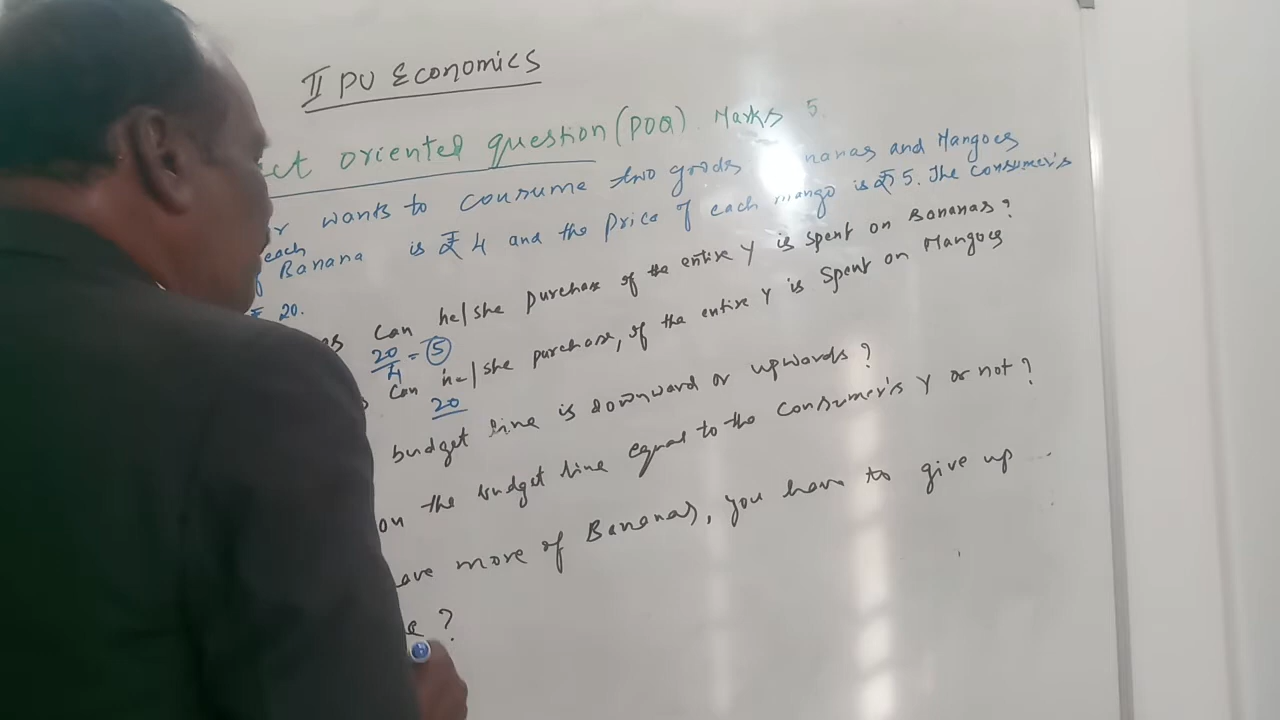 II PU Economics
ct oriented question (POQ). Marks 5.
r wants to consume two goods nanas and Mangoes
each
f Banana is ₹ 4 and the price of each mango is ₹ 5. The Consumer's
₹ 20.
es can he/she purchase if the entire Y is spent on Bananas?
20/4 = 5
can he/she purchase, if the entire Y is spent on Mangoes
20
budget line is downward or upwards?
on the budget line equal to the consumer's Y or not?
ave more of Bananas, you have to give up
e?